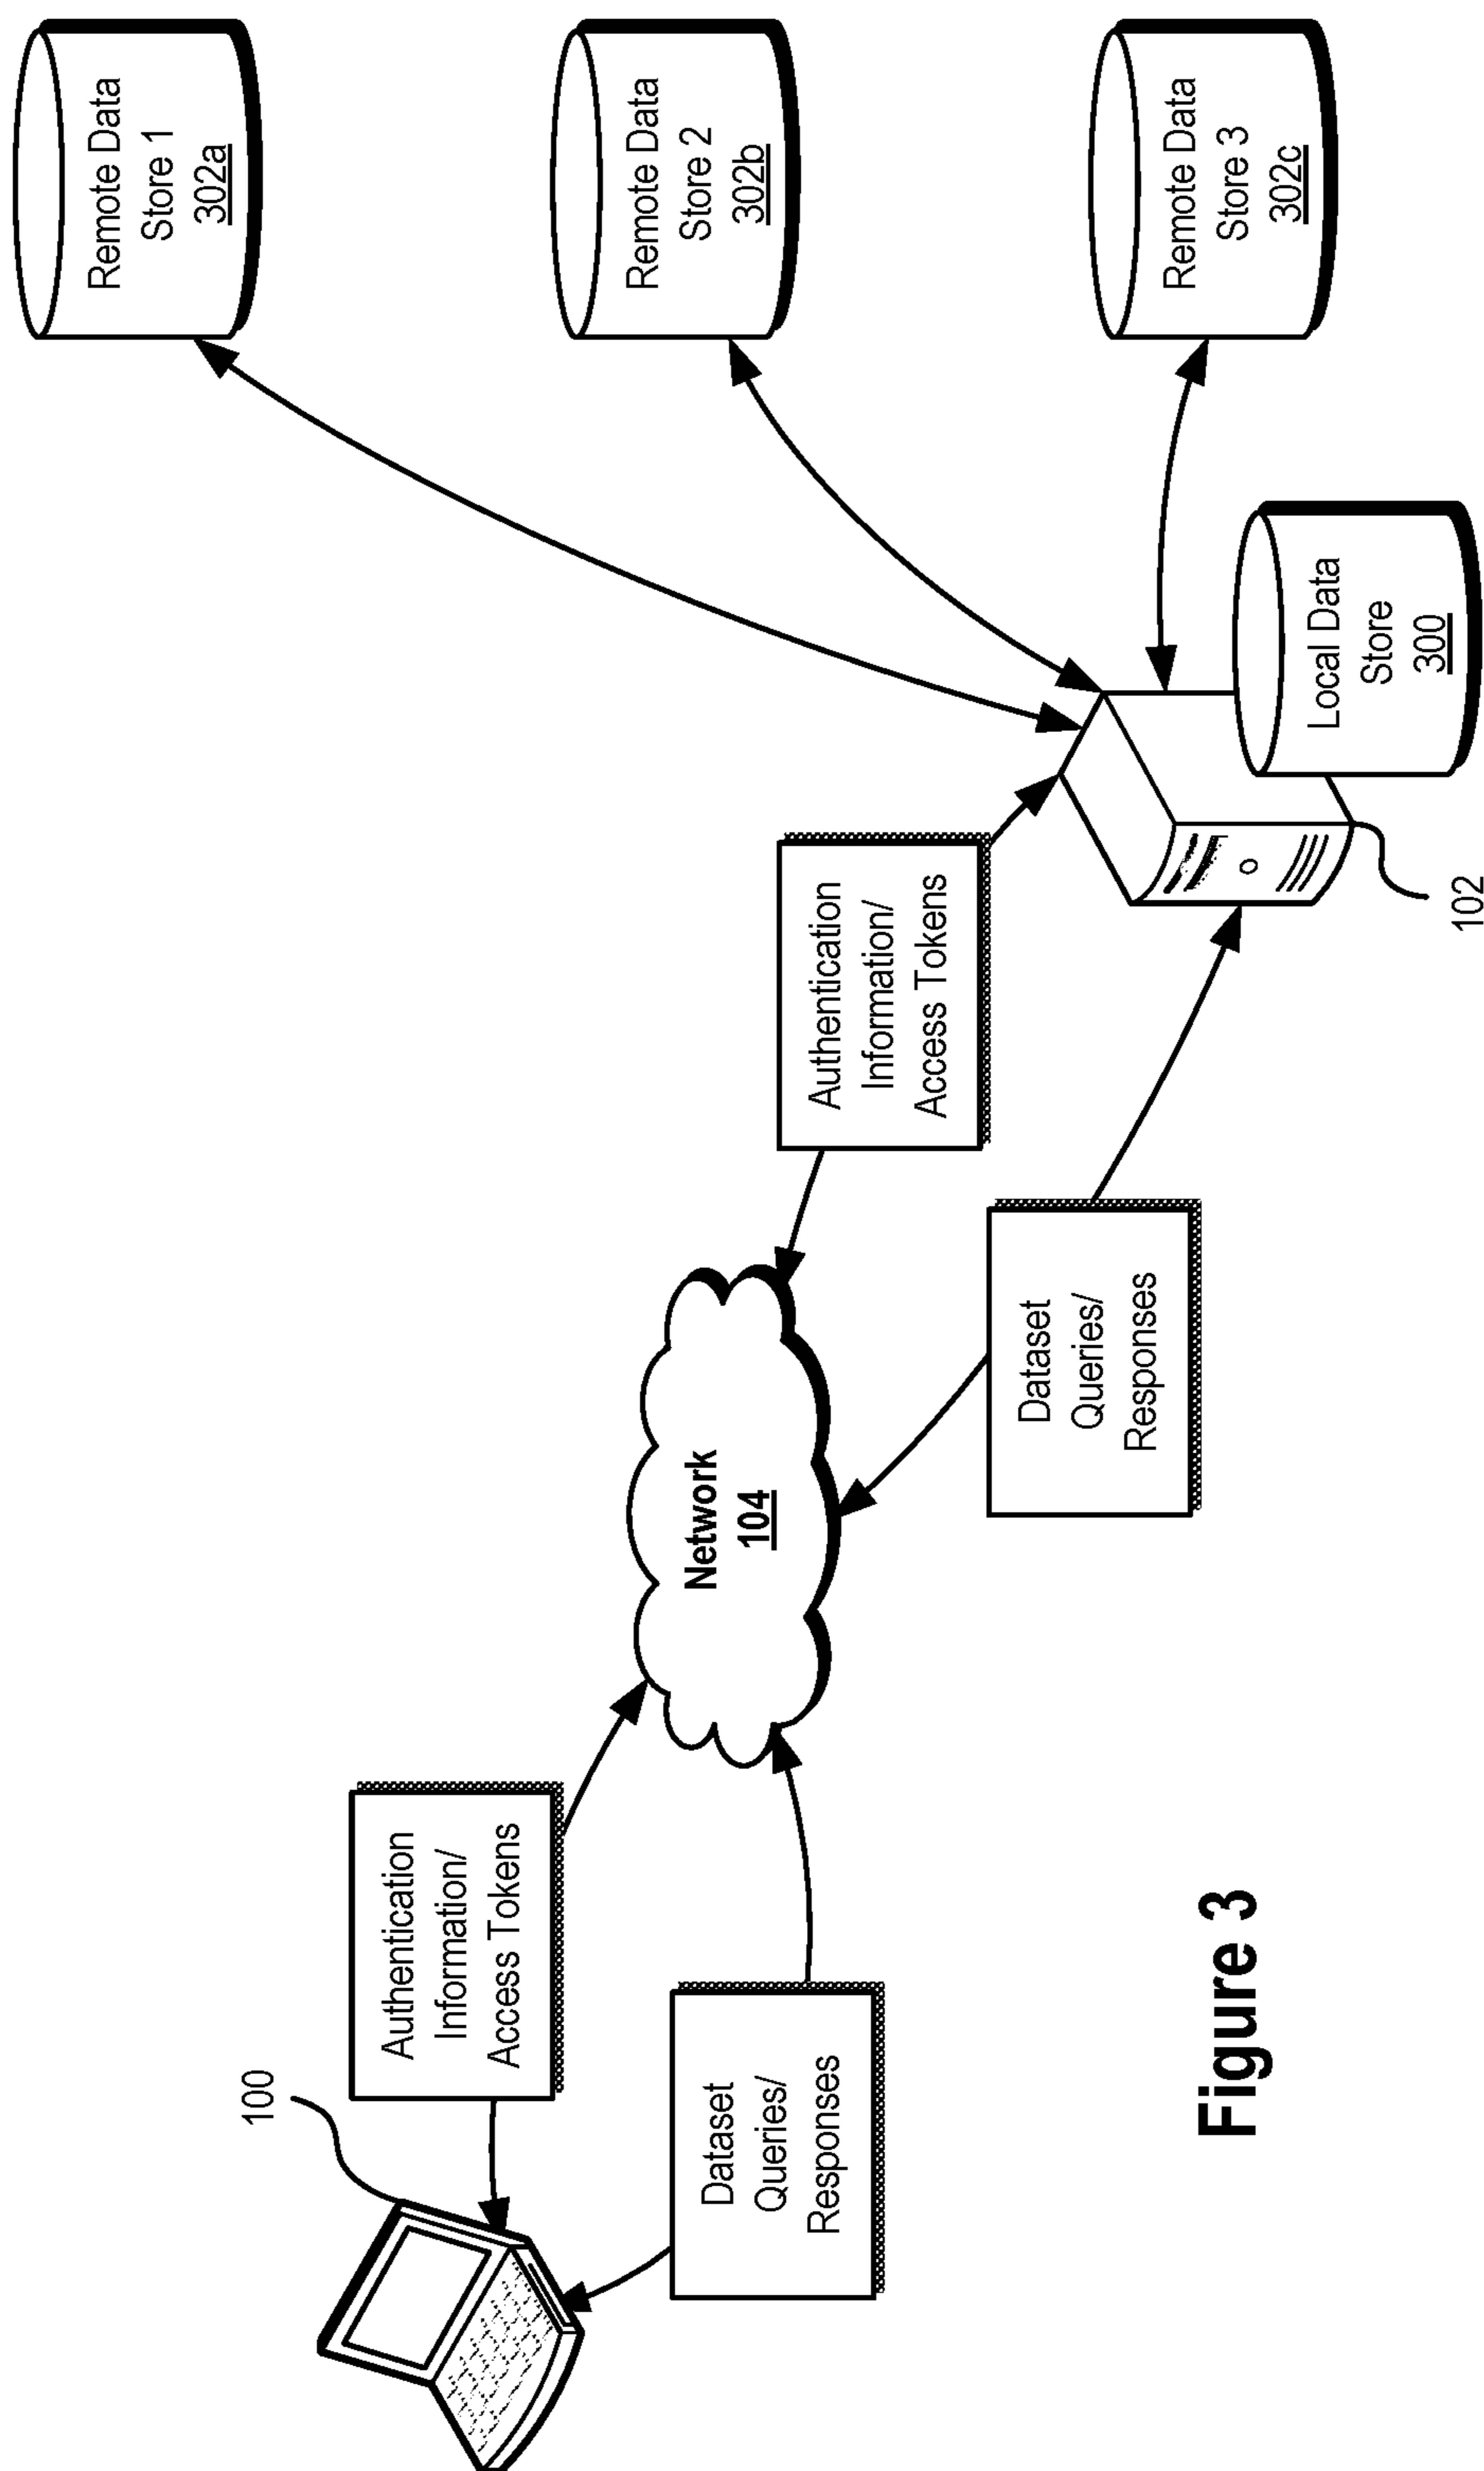 100
Authentication
Information/
Access Tokens
Dataset
Queries/
Responses
Network
104
Authentication
Information/
Access Tokens
Dataset
Queries/
Responses
102
Local Data
Store
300
Remote Data
Store 1
302a
Remote Data
Store 2
302b
Remote Data
Store 3
302c
Figure 3